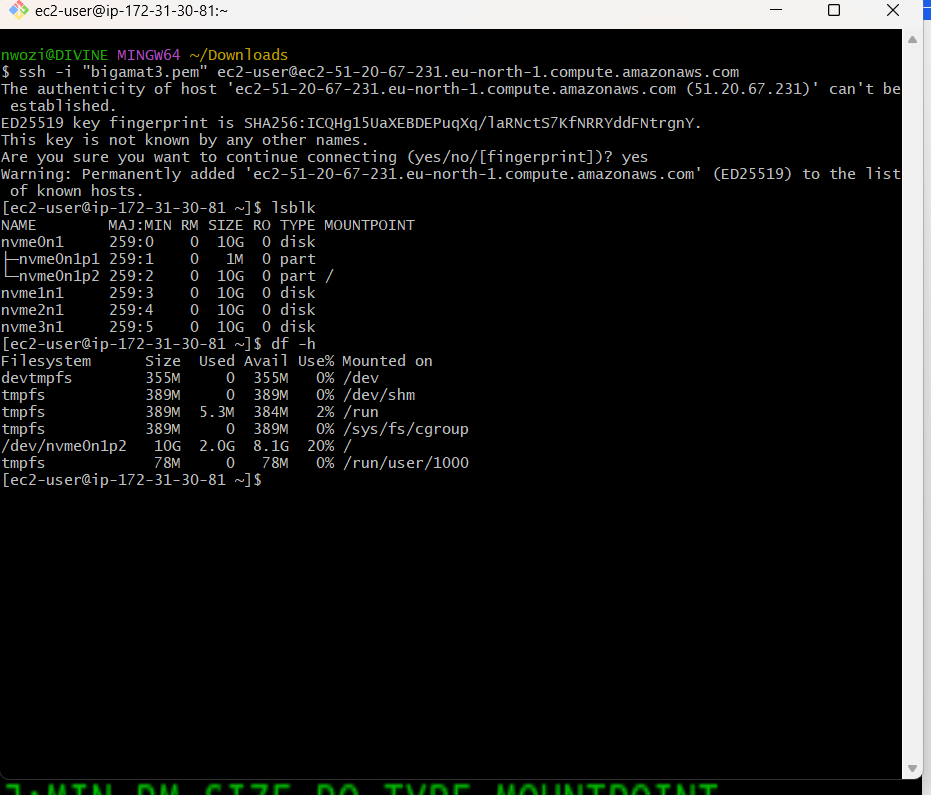 ec2-user@ip-172-31-30-81:~
nwozi@DIVINE MINGW64 ~/Downloads
$ ssh -i "bigamat3.pem" ec2-user@ec2-51-20-67-231.eu-north-1.compute.amazonaws.com
The authenticity of host 'ec2-51-20-67-231.eu-north-1.compute.amazonaws.com (51.20.67.231)' can't be
 established.
ED25519 key fingerprint is SHA256:ICQHg15UaXEBDEPuqXq/laRNctS7KfNRRYddFNtrgnY.
This key is not known by any other names.
Are you sure you want to continue connecting (yes/no/[fingerprint])? yes
Warning: Permanently added 'ec2-51-20-67-231.eu-north-1.compute.amazonaws.com' (ED25519) to the list
 of known hosts.
[ec2-user@ip-172-31-30-81 ~]$ lsblk
NAME        MAJ:MIN RM SIZE RO TYPE MOUNTPOINT
nvme0n1     259:0    0  10G  0 disk
├─nvme0n1p1 259:1    0   1M  0 part
└─nvme0n1p2 259:2    0  10G  0 part /
nvme1n1     259:3    0  10G  0 disk
nvme2n1     259:4    0  10G  0 disk
nvme3n1     259:5    0  10G  0 disk
[ec2-user@ip-172-31-30-81 ~]$ df -h
Filesystem      Size  Used Avail Use% Mounted on
devtmpfs        355M     0  355M   0% /dev
tmpfs           389M     0  389M   0% /dev/shm
tmpfs           389M  5.3M  384M   2% /run
tmpfs           389M     0  389M   0% /sys/fs/cgroup
/dev/nvme0n1p2   10G  2.0G  8.1G  20% /
tmpfs            78M     0   78M   0% /run/user/1000
[ec2-user@ip-172-31-30-81 ~]$
J:MIN RM SIZE RO TYPE MOUNTPOINT